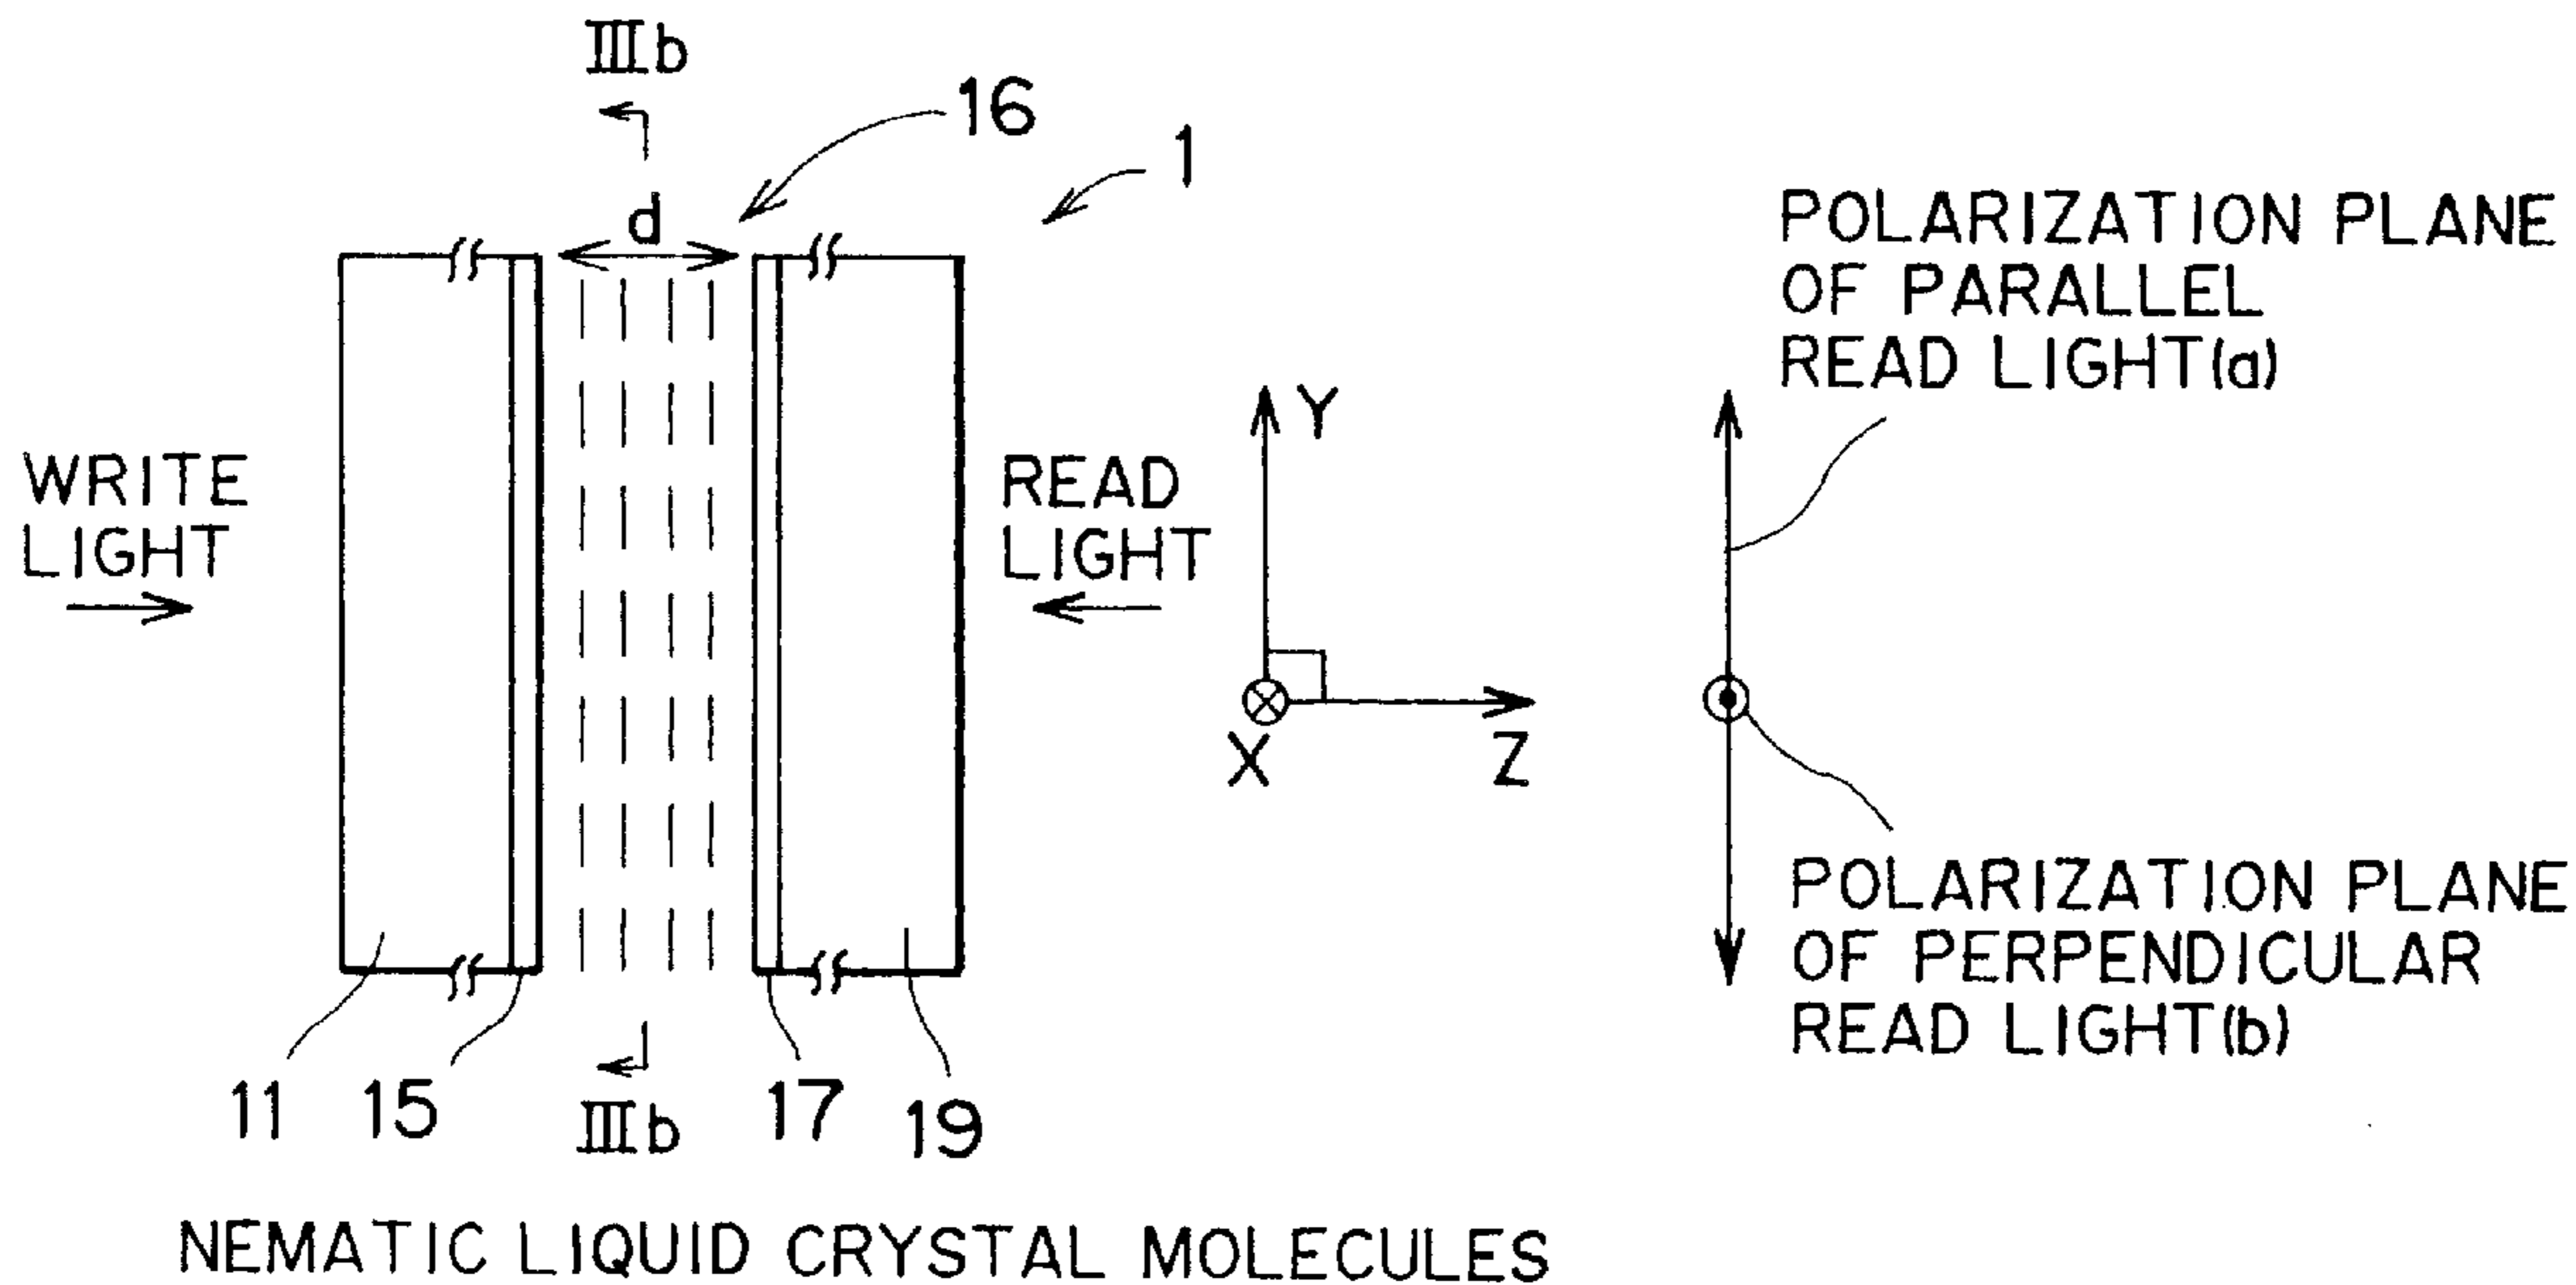 Ⅲb
16
1
d
POLARIZATION PLANE
OF PARALLEL
READ LIGHT(a)
WRITE
LIGHT
READ
LIGHT
Y
X
Z
POLARIZATION PLANE
OF PERPENDICULAR
READ LIGHT(b)
11
15
Ⅲb
17
19
NEMATIC LIQUID CRYSTAL MOLECULES